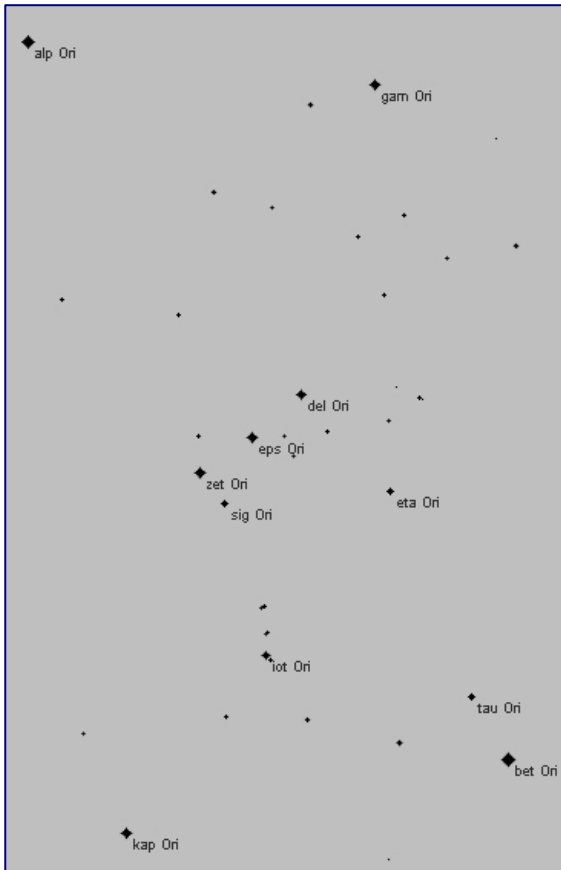 alp Ori
gam Ori
del Ori
eps Ori
zet Ori
eta Ori
sig Ori
iot Ori
tau Ori
bet Ori
kap Ori